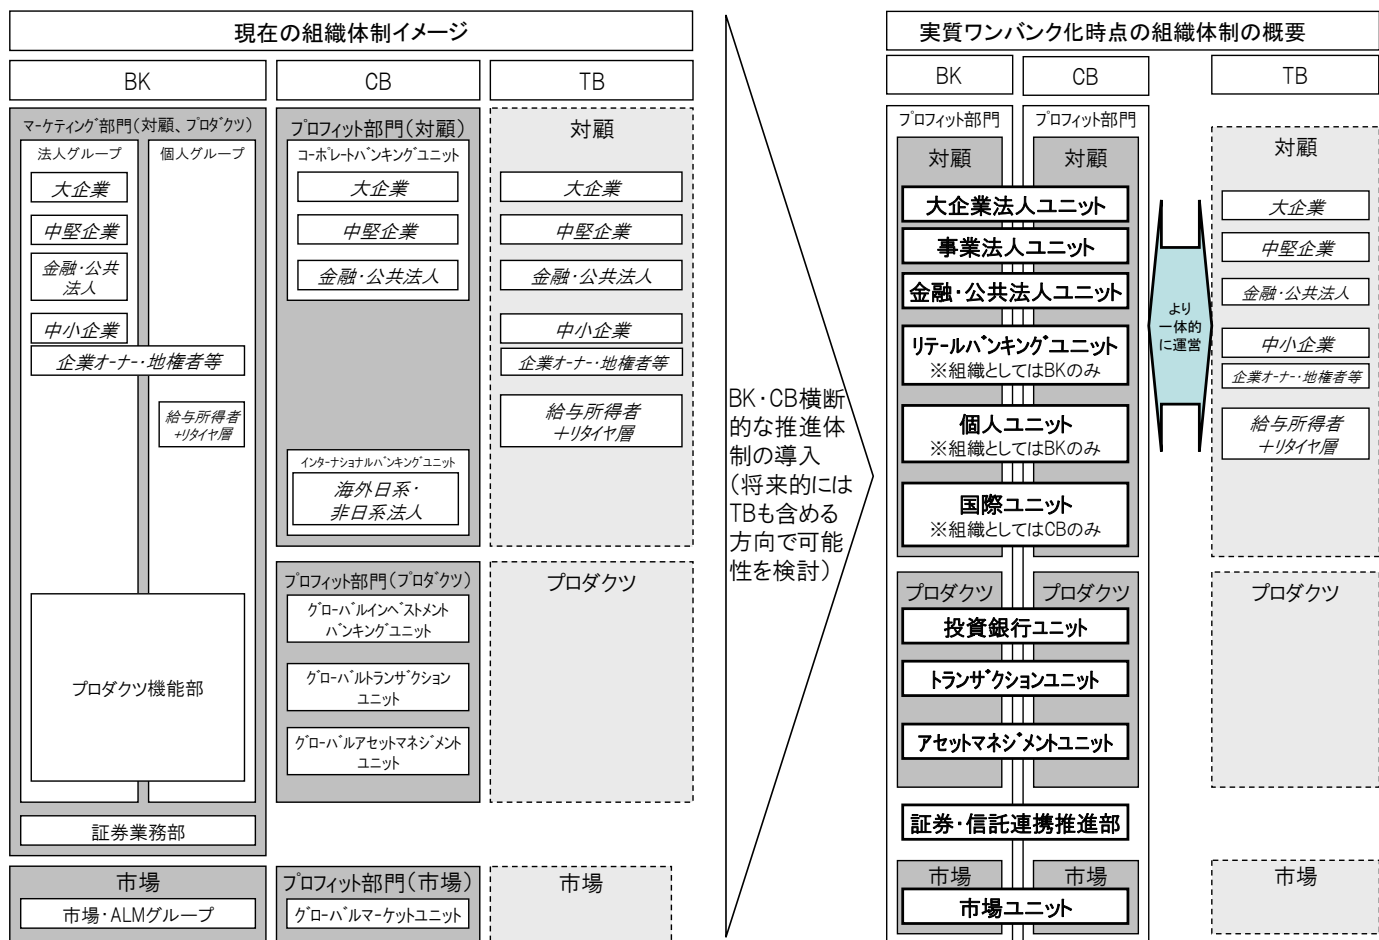 現在の組織体制イメージ
BK
CB
TB
マーケティング部門(対顧、プロダクツ)
法人グループ
個人グループ
大企業
中堅企業
金融・公共
法人
中小企業
企業オーナー・地権者等
給与所得者
+リタイヤ層
プロダクツ機能部
証券業務部
市場
市場・ALMグループ
プロフィット部門(対顧)
コーポレートバンキングユニット
大企業
中堅企業
金融・公共法人
インターナショナルバンキングユニット
海外日系・
非日系法人
プロフィット部門(プロダクツ)
グローバルインベストメント
バンキングユニット
グローバルトランザクション
ユニット
グローバルアセットマネジメント
ユニット
プロフィット部門(市場)
グローバルマーケットユニット
対顧
大企業
中堅企業
金融・公共法人
中小企業
企業オーナー・地権者等
給与所得者
+リタイヤ層
プロダクツ
市場
BK・CB横断
的な推進体
制の導入
(将来的には
TBも含める
方向で可能
性を検討)
実質ワンバンク化時点の組織体制の概要
BK
CB
TB
プロフィット部門
プロフィット部門
対顧
対顧
大企業法人ユニット
事業法人ユニット
金融・公共法人ユニット
リテールバンキングユニット
※組織としてはBKのみ
個人ユニット
※組織としてはBKのみ
国際ユニット
※組織としてはCBのみ
プロダクツ
プロダクツ
投資銀行ユニット
トランザクションユニット
アセットマネジメントユニット
証券・信託連携推進部
市場
市場
市場ユニット
より
一体的
に運営
対顧
大企業
中堅企業
金融・公共法人
中小企業
企業オーナー・地権者等
給与所得者
+リタイヤ層
プロダクツ
市場